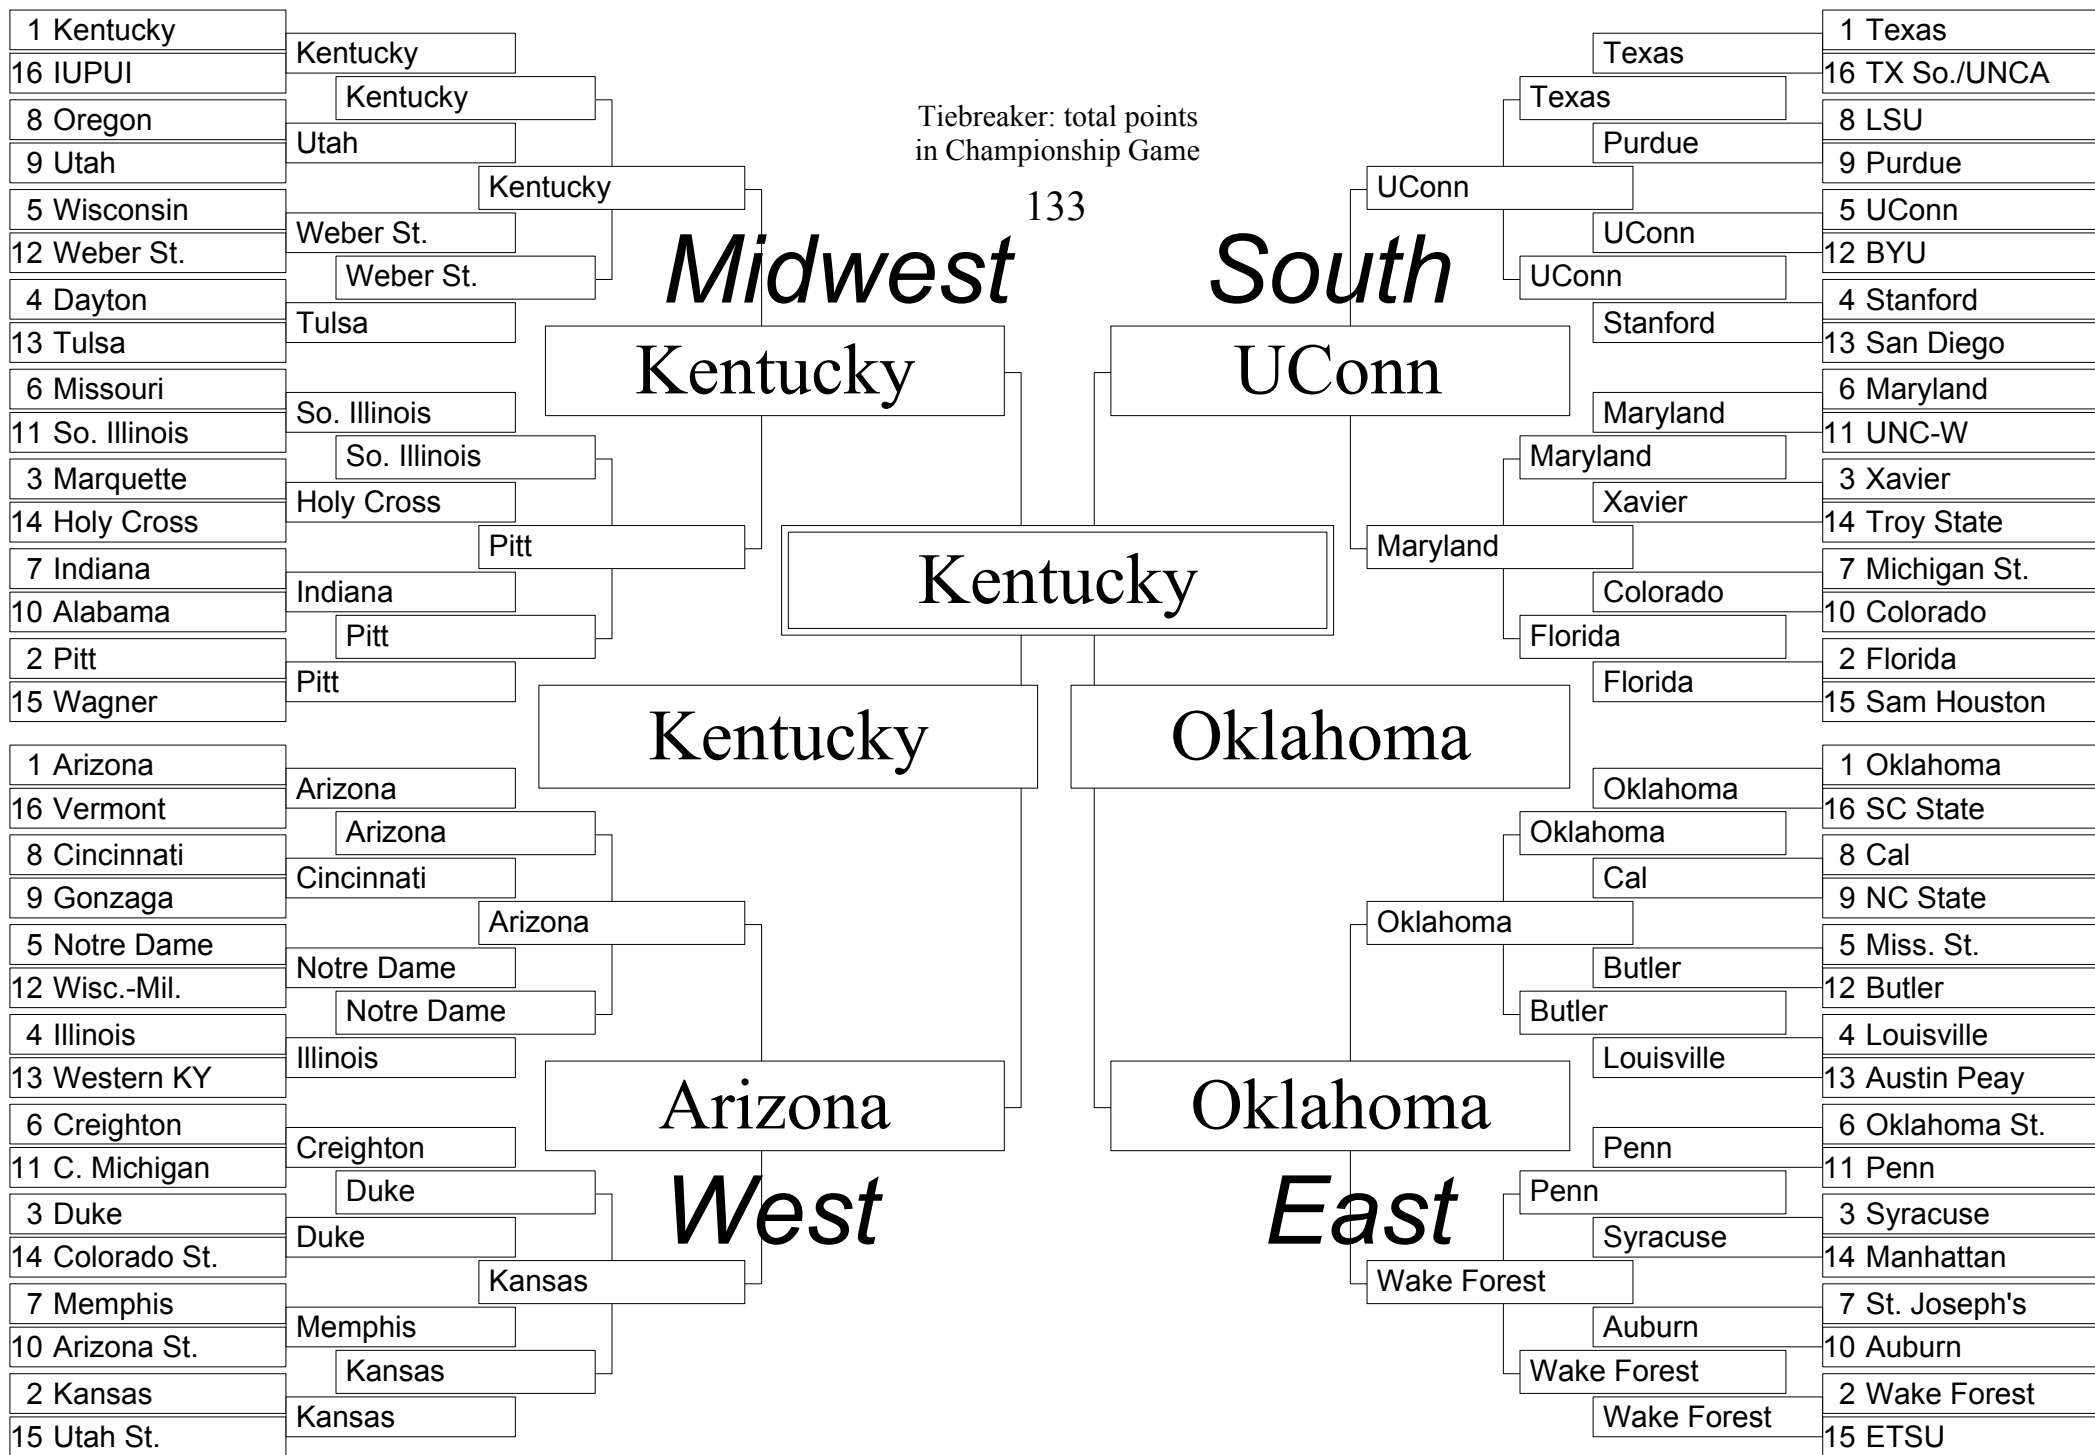 1 Kentucky
16 IUPUI
8 Oregon
9 Utah
5 Wisconsin
12 Weber St.
4 Dayton
13 Tulsa
6 Missouri
11 So. Illinois
3 Marquette
14 Holy Cross
7 Indiana
10 Alabama
2 Pitt
15 Wagner
Kentucky
Utah
Weber St.
Tulsa
So. Illinois
Holy Cross
Indiana
Pitt
Kentucky
Weber St.
So. Illinois
Pitt
Kentucky
Pitt
Midwest
Kentucky
1 Arizona
16 Vermont
8 Cincinnati
9 Gonzaga
5 Notre Dame
12 Wisc.-Mil.
4 Illinois
13 Western KY
6 Creighton
11 C. Michigan
3 Duke
14 Colorado St.
7 Memphis
10 Arizona St.
2 Kansas
15 Utah St.
Arizona
Cincinnati
Notre Dame
Illinois
Creighton
Duke
Memphis
Kansas
Arizona
Notre Dame
Duke
Kansas
Arizona
Kansas
Arizona
West
Tiebreaker: total points
in Championship Game
133
Kentucky
Kentucky
Oklahoma
South
UConn
UConn
Maryland
Texas
UConn
Maryland
Florida
Texas
Purdue
UConn
Stanford
Maryland
Xavier
Colorado
Florida
1 Texas
16 TX So./UNCA
8 LSU
9 Purdue
5 UConn
12 BYU
4 Stanford
13 San Diego
6 Maryland
11 UNC-W
3 Xavier
14 Troy State
7 Michigan St.
10 Colorado
2 Florida
15 Sam Houston
Oklahoma
East
Oklahoma
Wake Forest
Oklahoma
Butler
Penn
Wake Forest
Oklahoma
Cal
Butler
Louisville
Penn
Syracuse
Auburn
Wake Forest
1 Oklahoma
16 SC State
8 Cal
9 NC State
5 Miss. St.
12 Butler
4 Louisville
13 Austin Peay
6 Oklahoma St.
11 Penn
3 Syracuse
14 Manhattan
7 St. Joseph's
10 Auburn
2 Wake Forest
15 ETSU